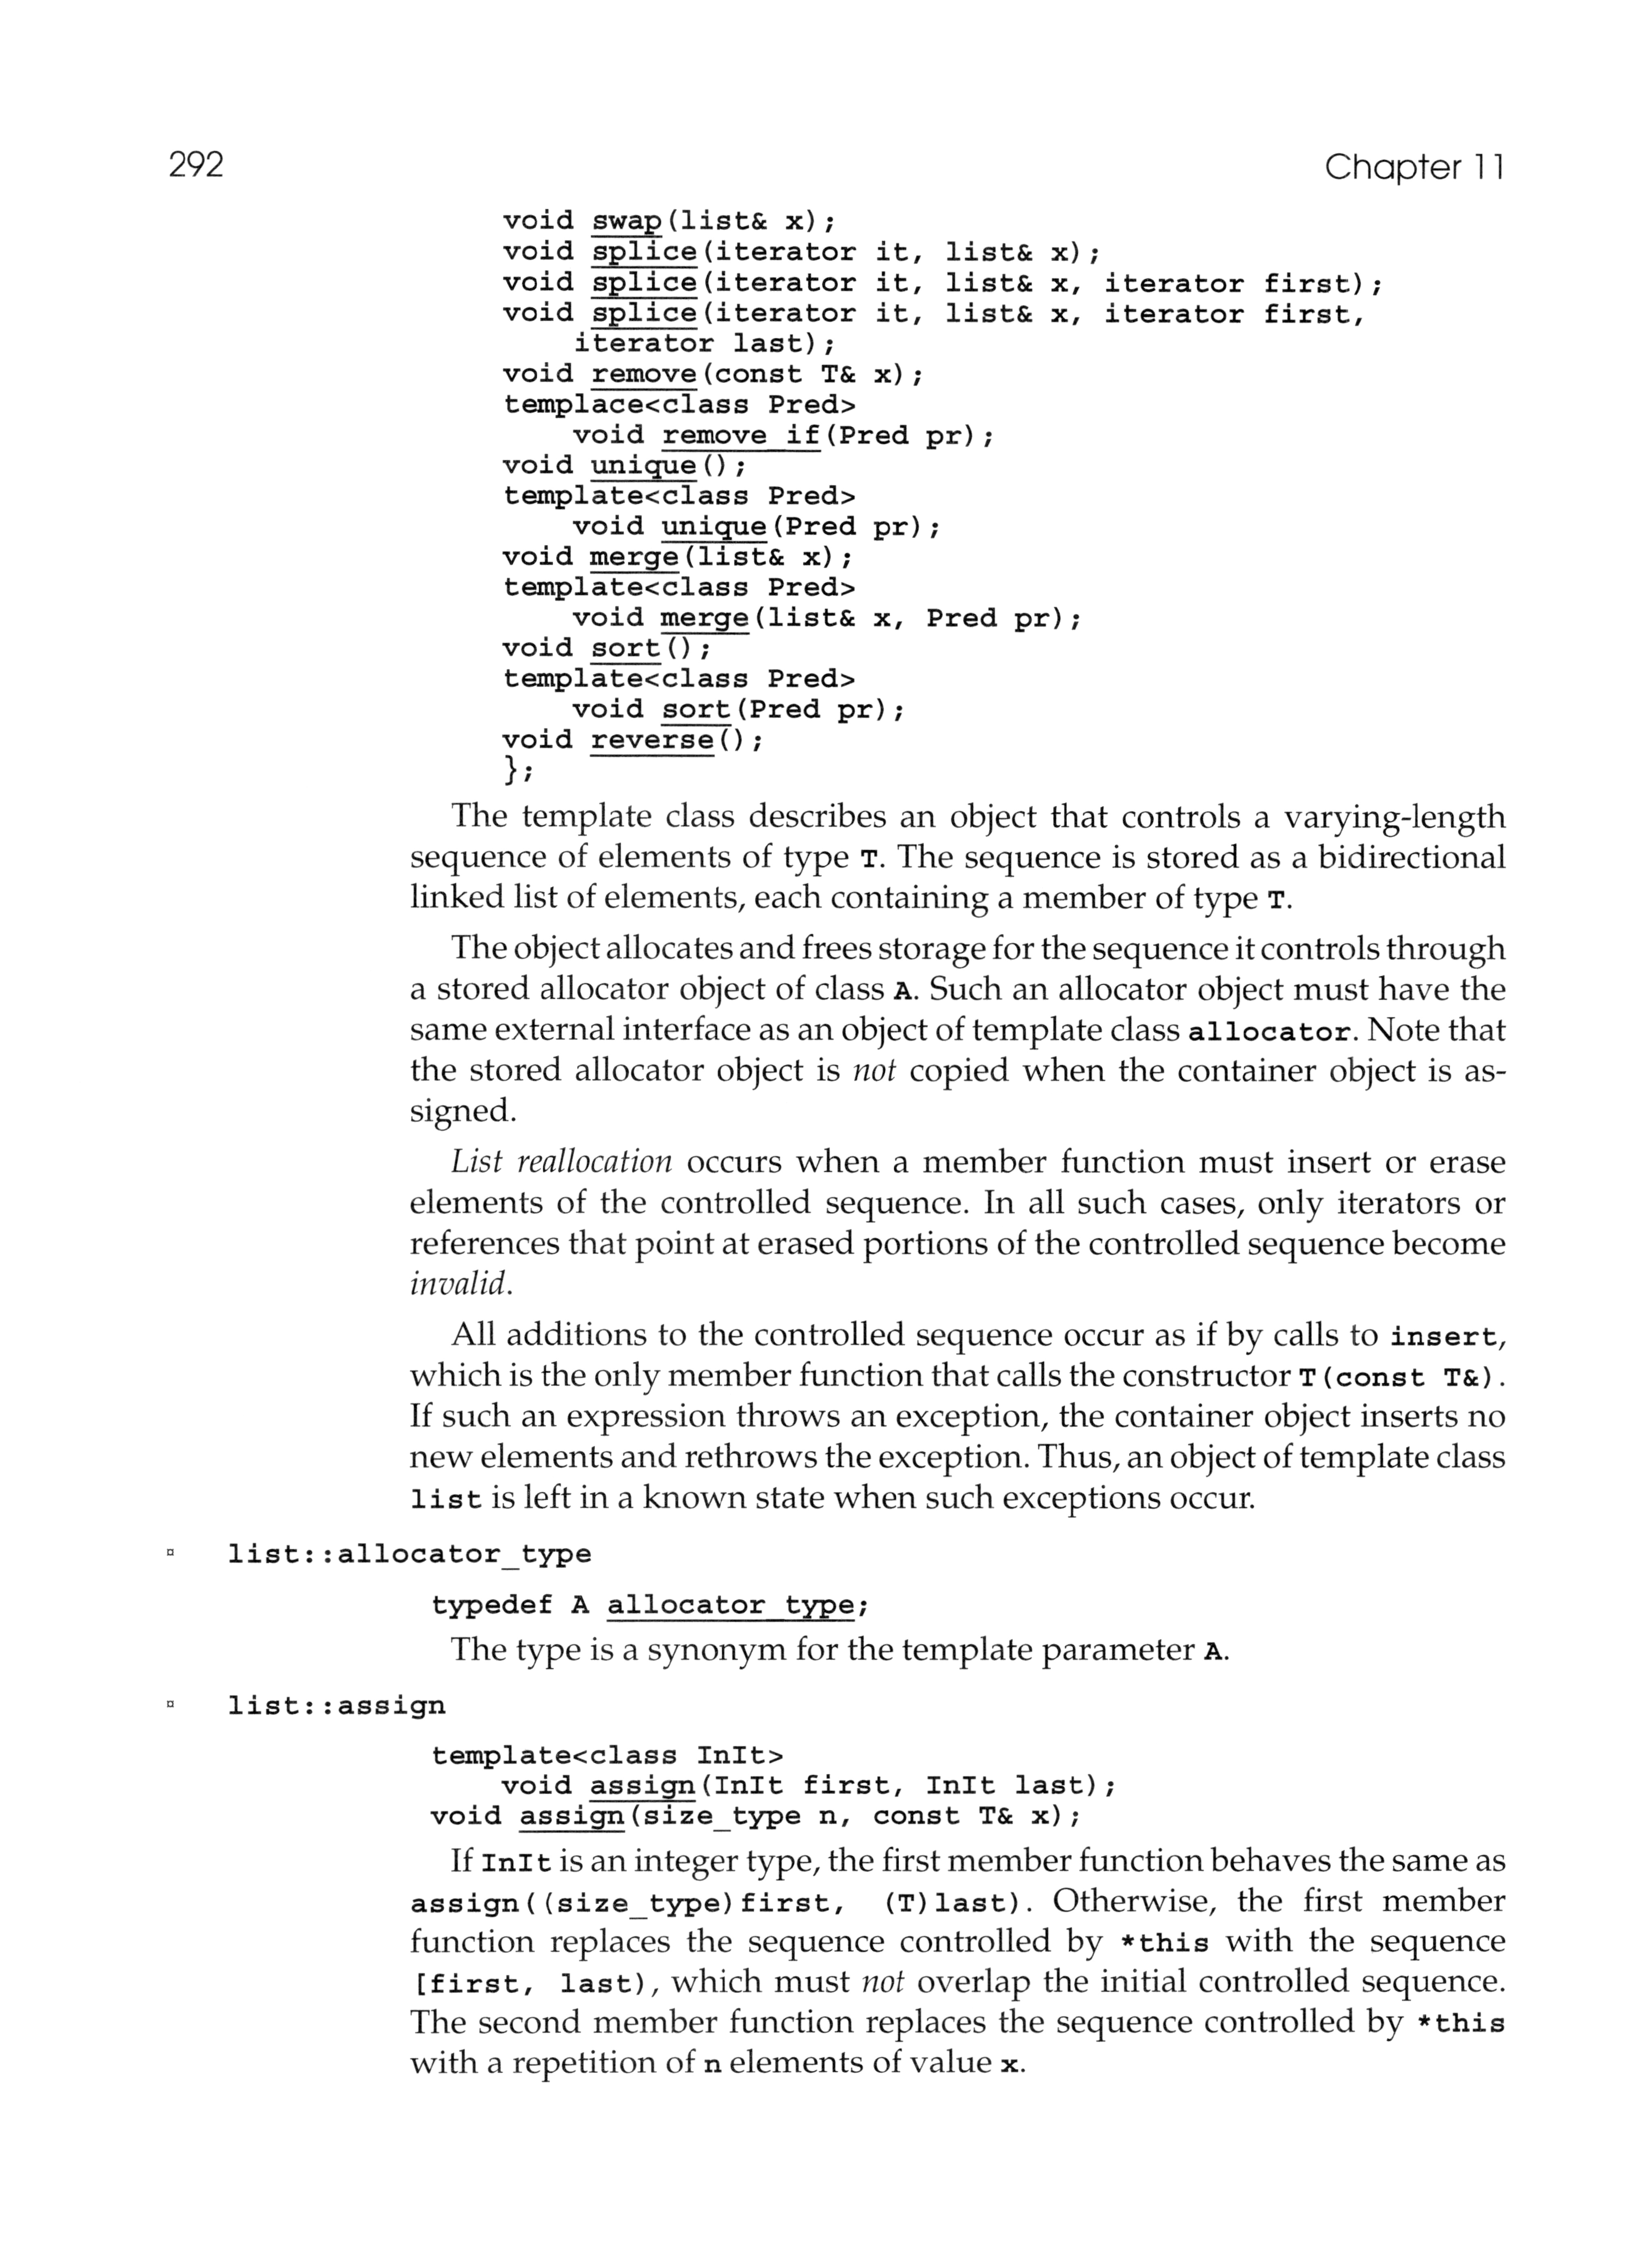 292 Chapter 11
void swap(list& x);
void splice(iterator it, list& x);
void splice(iterator it, list& x, iterator first);
void splice(iterator it, list& x, iterator first,
    iterator last);
void remove(const T& x);
templace<class Pred>
    void remove_if(Pred pr);
void unique();
template<class Pred>
    void unique(Pred pr);
void merge(list& x);
template<class Pred>
    void merge(list& x, Pred pr);
void sort();
template<class Pred>
    void sort(Pred pr);
void reverse();
};
The template class describes an object that controls a varying-length
sequence of elements of type T. The sequence is stored as a bidirectional
linked list of elements, each containing a member of type T.
The object allocates and frees storage for the sequence it controls through
a stored allocator object of class A. Such an allocator object must have the
same external interface as an object of template class allocator. Note that
the stored allocator object is not copied when the container object is as-
signed.
List reallocation occurs when a member function must insert or erase
elements of the controlled sequence. In all such cases, only iterators or
references that point at erased portions of the controlled sequence become
invalid.
All additions to the controlled sequence occur as if by calls to insert,
which is the only member function that calls the constructor T(const T&).
If such an expression throws an exception, the container object inserts no
new elements and rethrows the exception. Thus, an object of template class
list is left in a known state when such exceptions occur.
▫ list::allocator_type
typedef A allocator_type;
The type is a synonym for the template parameter A.
▫ list::assign
template<class InIt>
    void assign(InIt first, InIt last);
void assign(size_type n, const T& x);
If InIt is an integer type, the first member function behaves the same as
assign((size_type)first, (T)last). Otherwise, the first member
function replaces the sequence controlled by *this with the sequence
[first, last), which must not overlap the initial controlled sequence.
The second member function replaces the sequence controlled by *this
with a repetition of n elements of value x.